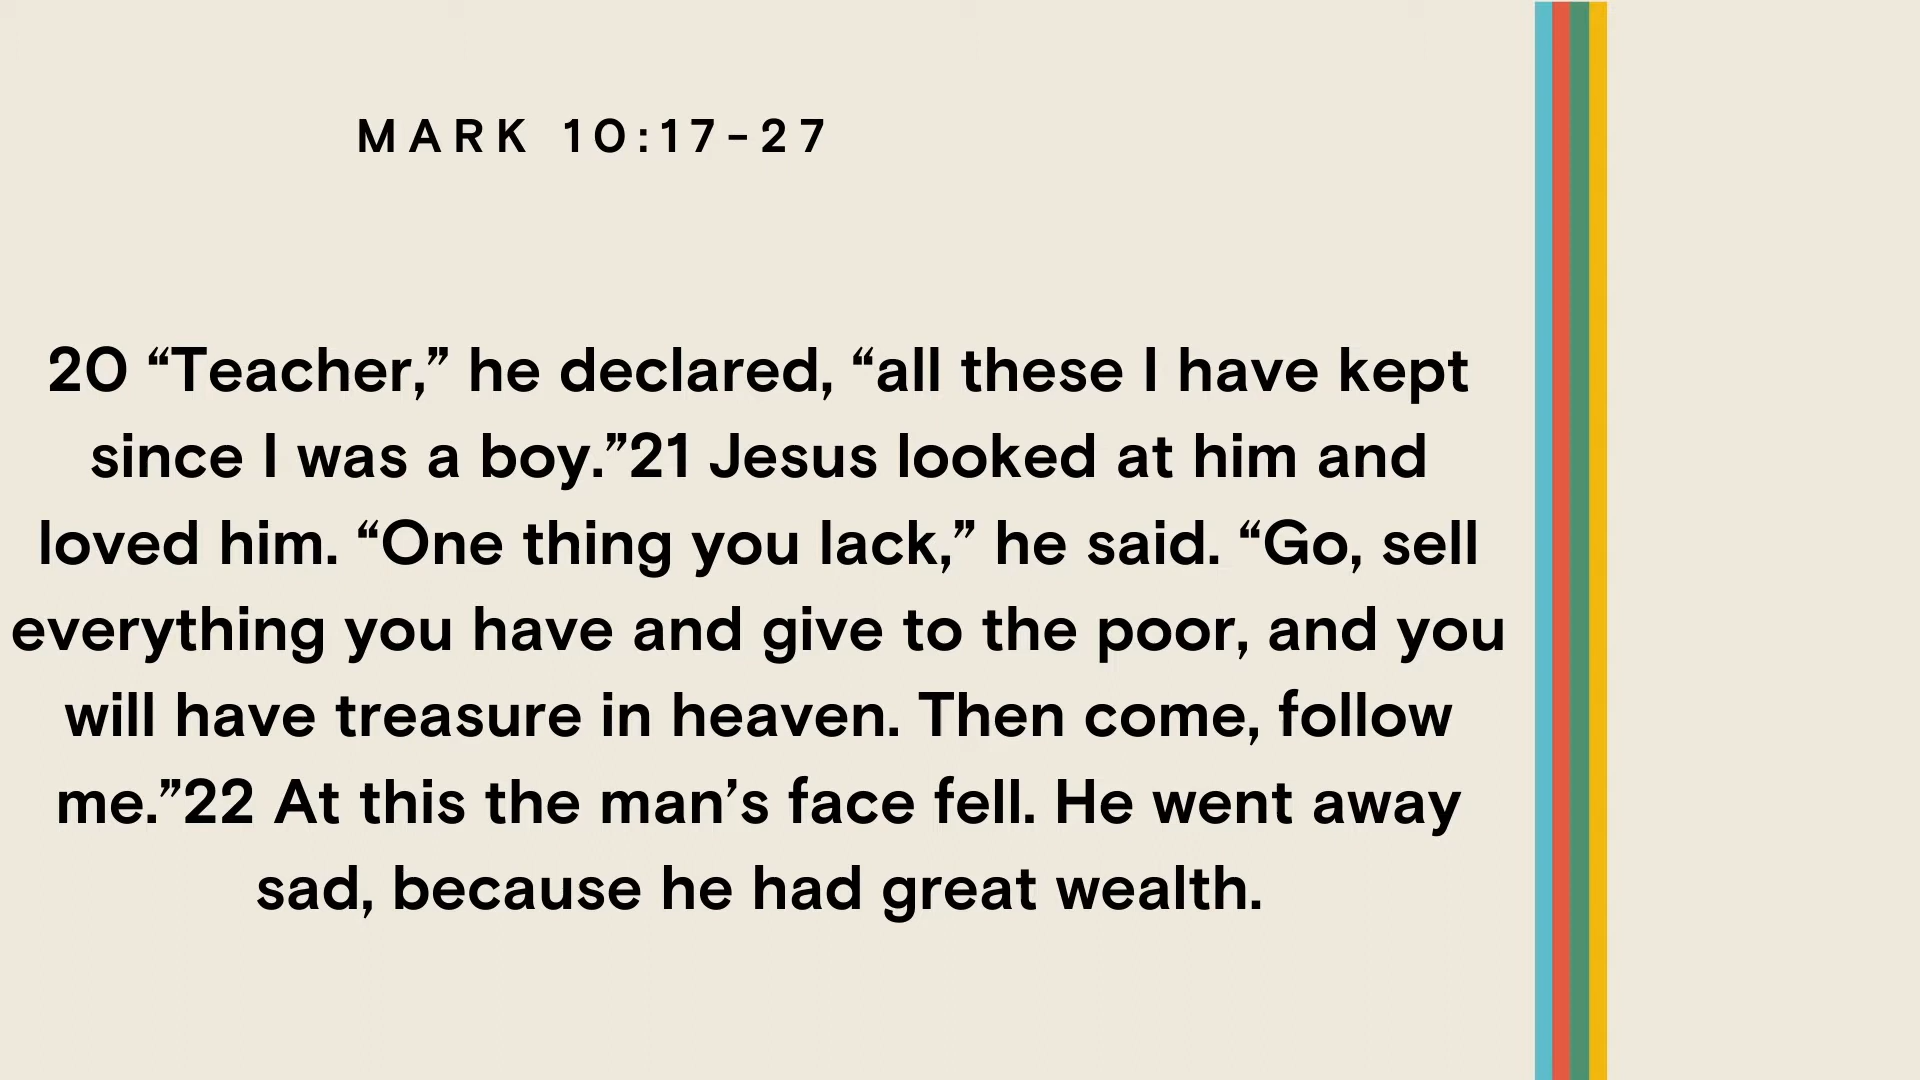 MARK 10:17-27
20 “Teacher,” he declared, “all these I have kept
since I was a boy.”21 Jesus looked at him and
loved him. “One thing you lack,” he said. “Go, sell
everything you have and give to the poor, and you
will have treasure in heaven. Then come, follow
me.”22 At this the man’s face fell. He went away
sad, because he had great wealth.